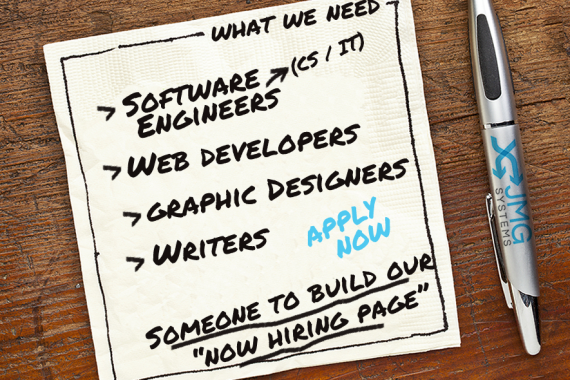 WHAT WE NEED
> SOFTWARE (CS / IT)
ENGINEERS
> WEB DEVELOPERS
> GRAPHIC DESIGNERS
> WRITERS
APPLY
NOW
SOMEONE TO BUILD OUR
"NOW HIRING PAGE"
JMG
SYSTEMS